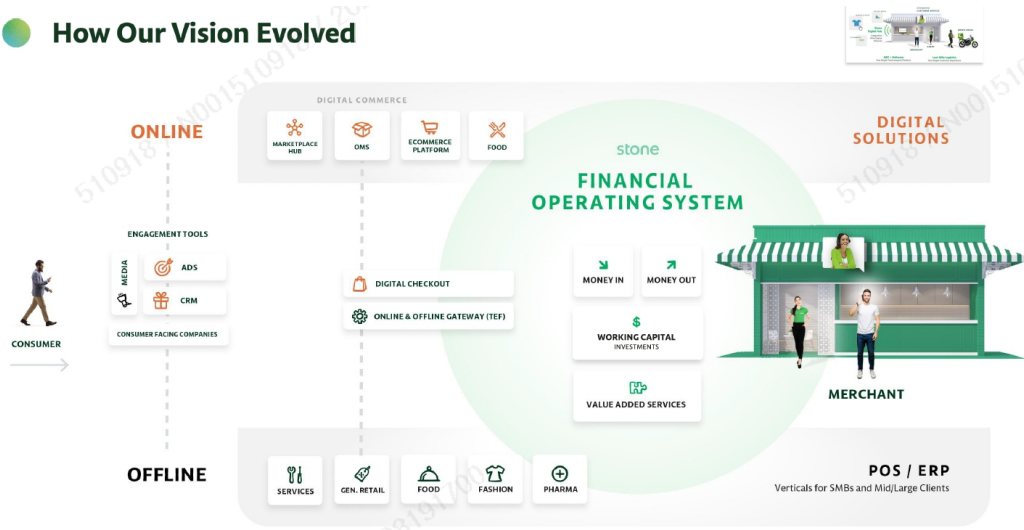 How Our Vision Evolved
DIGITAL COMMERCE
ONLINE
MARKETPLACE
HUB
OMS
ECOMMERCE
PLATFORM
FOOD
DIGITAL
SOLUTIONS
stone
FINANCIAL
OPERATING SYSTEM
ENGAGEMENT TOOLS
MEDIA
ADS
CRM
CONSUMER FACING COMPANIES
CONSUMER
DIGITAL CHECKOUT
ONLINE & OFFLINE GATEWAY (TEF)
MONEY IN
MONEY OUT
WORKING CAPITAL
INVESTMENTS
VALUE ADDED SERVICES
MERCHANT
OFFLINE
SERVICES
GEN. RETAIL
FOOD
FASHION
PHARMA
POS / ERP
Verticals for SMBs and Mid/Large Clients